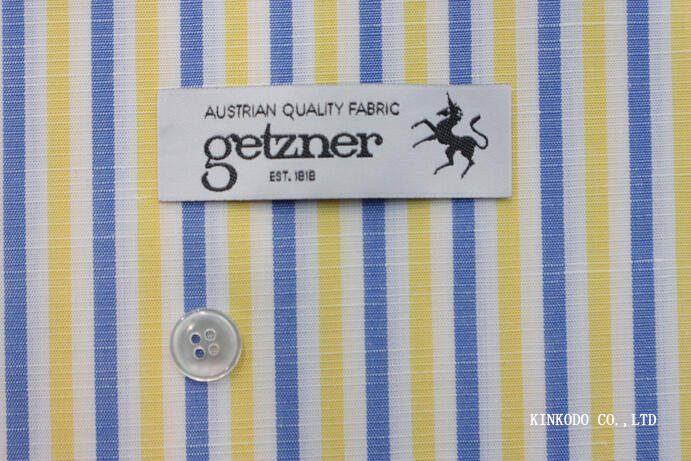 AUSTRIAN QUALITY FABRIC
getzner
EST. 1818
KINKODO CO.,LTD